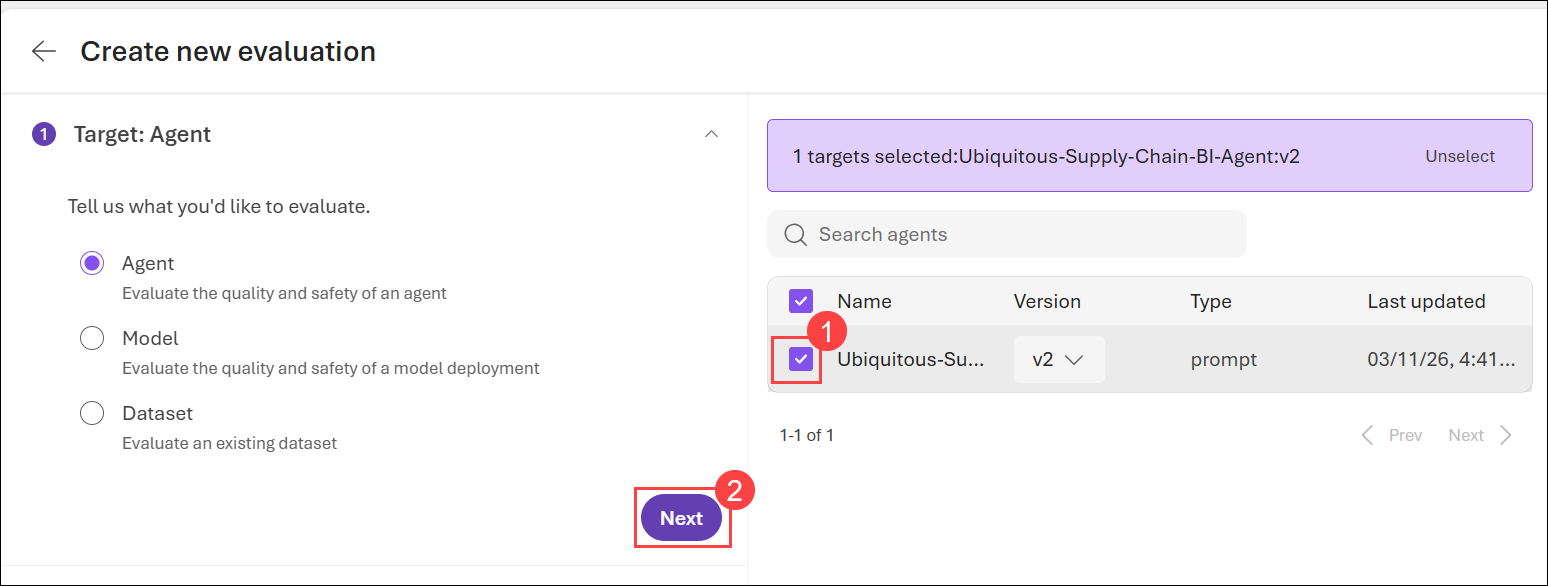 Create new evaluation
1 Target: Agent
Tell us what you'd like to evaluate.
Agent
Evaluate the quality and safety of an agent
Model
Evaluate the quality and safety of a model deployment
Dataset
Evaluate an existing dataset
2
Next
1 targets selected:Ubiquitous-Supply-Chain-BI-Agent:v2 Unselect
Search agents
Name Version Type Last updated
1
Ubiquitous-Su... v2 prompt 03/11/26, 4:41...
1-1 of 1 Prev Next